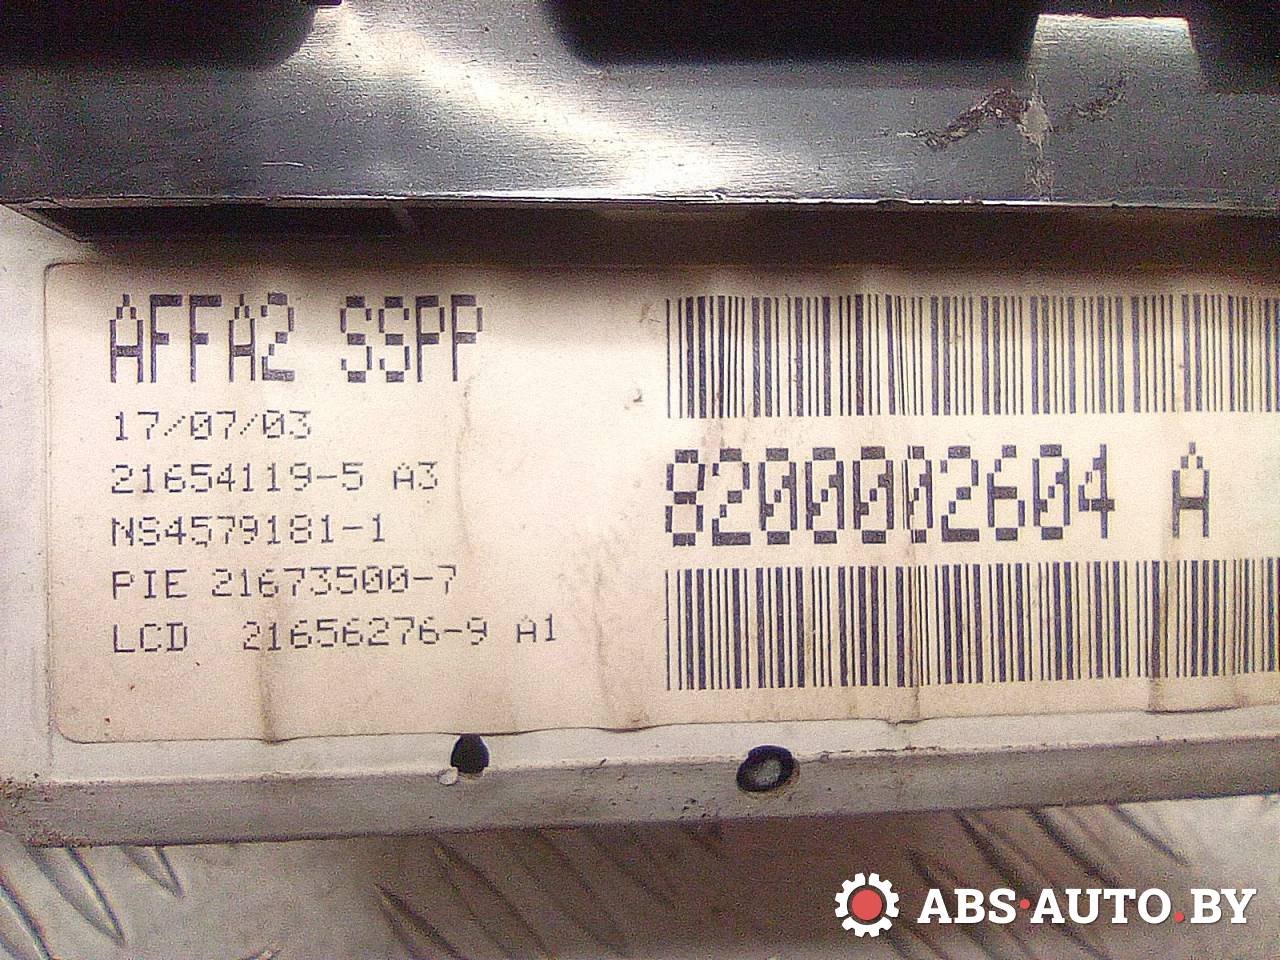 AFFA2 SSPP
17/07/03
21654119-5 A3
NS4579181-1
PIE 21673500-7
LCD 21656276-9 A1
8200002604 A
ABS·AUTO.BY